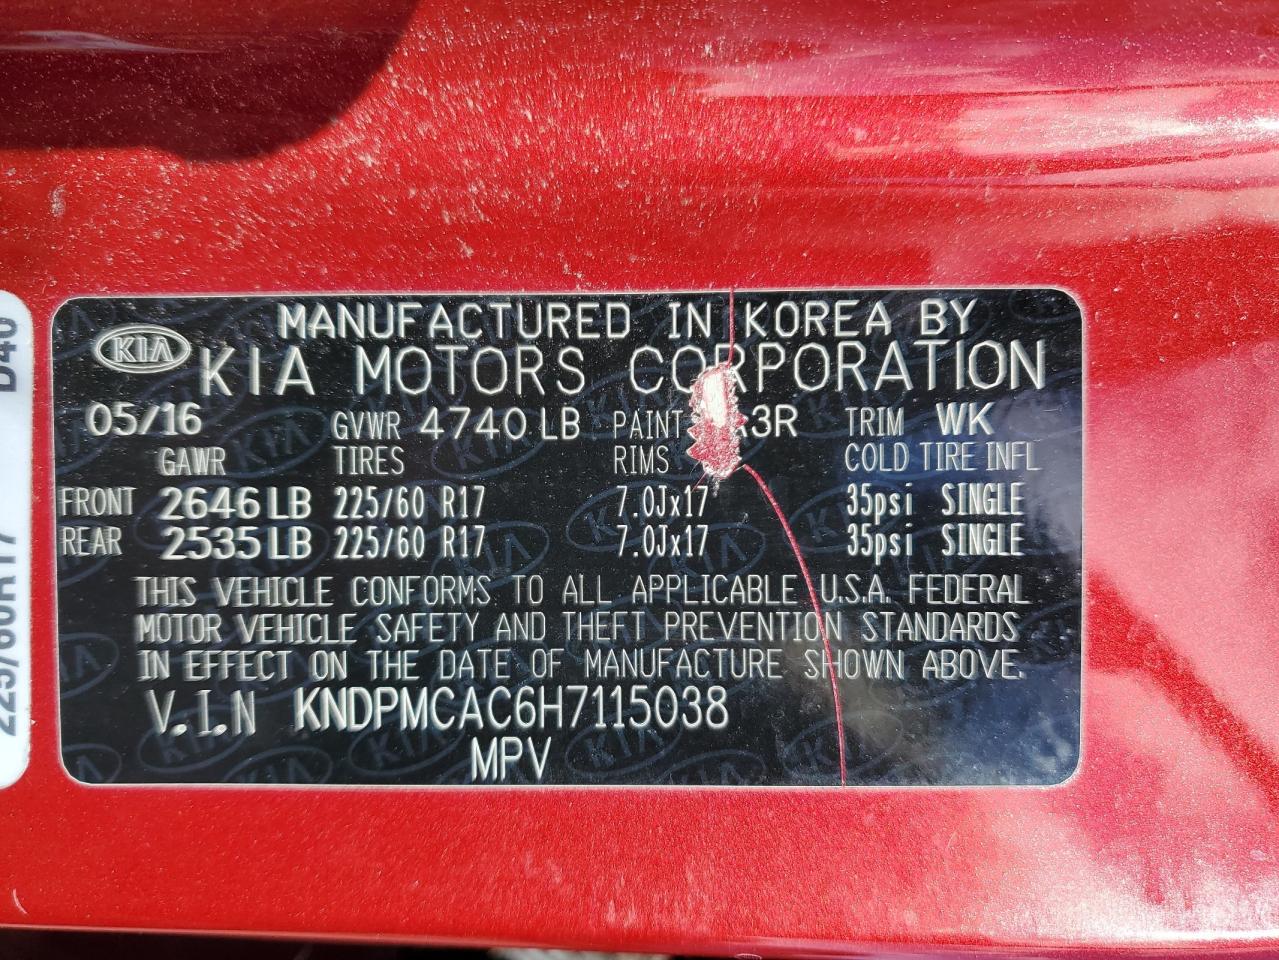 MANUFACTURED IN KOREA BY
KIA
KIA MOTORS CORPORATION
05/16 GVWR 4740 LB PAINT TRIM WK
GAWR TIRES RIMS COLD TIRE INFL
FRONT 2646 LB 225/60 R17 7.0Jx17 35psi SINGLE
REAR 2535 LB 225/60 R17 7.0Jx17 35psi SINGLE
THIS VEHICLE CONFORMS TO ALL APPLICABLE U.S.A. FEDERAL
MOTOR VEHICLE SAFETY AND THEFT PREVENTION STANDARDS
IN EFFECT ON THE DATE OF MANUFACTURE SHOWN ABOVE.
V.I.N KNDPMCAC6H7115038
MPV
225/60R17